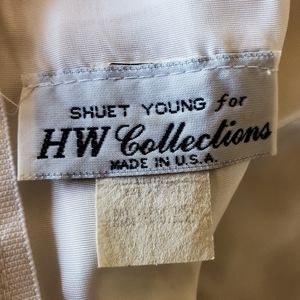 SHUET YOUNG for
HW Collections
MADE IN U.S.A.